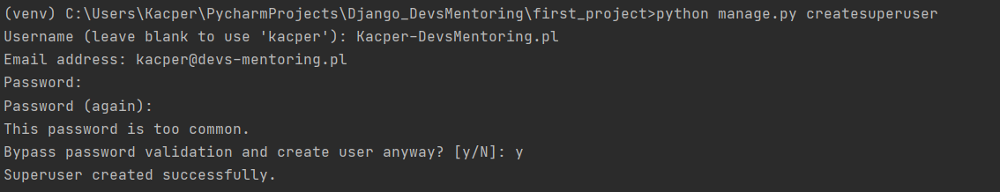 (venv) C:\Users\Kacper\PycharmProjects\Django_DevsMentoring\first_project>python manage.py createsuperuser
Username (leave blank to use 'kacper'): Kacper-DevsMentoring.pl
Email address: kacper@devs-mentoring.pl
Password:
Password (again):
This password is too common.
Bypass password validation and create user anyway? [y/N]: y
Superuser created successfully.